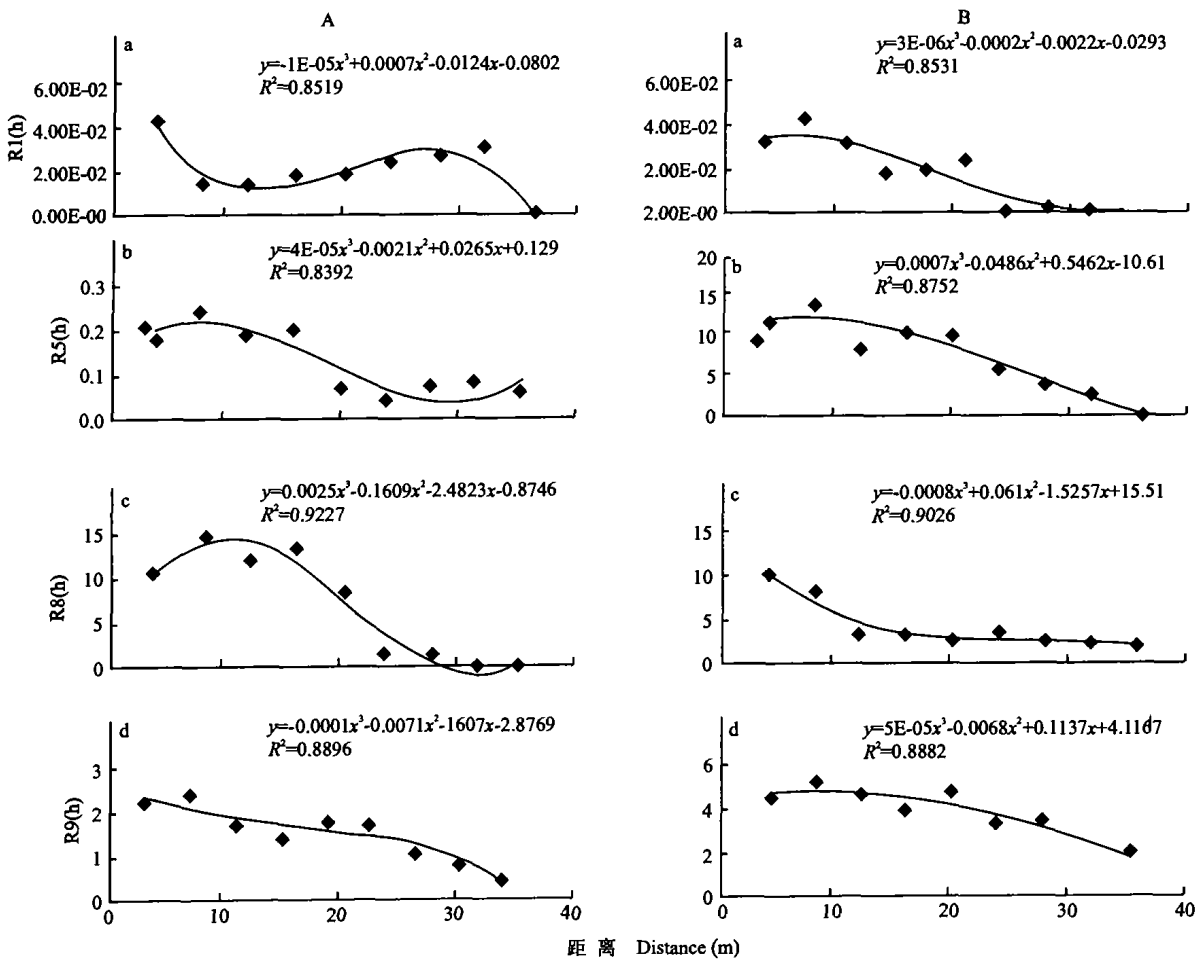 A
B
a
y=-1E-05x³+0.0007x²-0.0124x-0.0802
R²=0.8519
6.00E-02
4.00E-02
2.00E-02
0.00E-00
R1(h)
a
y=3E-06x³-0.0002x²-0.0022x-0.0293
R²=0.8531
6.00E-02
4.00E-02
2.00E-02
2.00E-00
b
y=4E-05x³-0.0021x²+0.0265x+0.129
R²=0.8392
0.3
0.2
0.1
0.0
R5(h)
b
y=0.0007x³-0.0486x²+0.5462x-10.61
R²=0.8752
20
15
10
5
0
c
y=0.0025x³-0.1609x²-2.4823x-0.8746
R²=0.9227
15
10
5
0
R8(h)
c
y=-0.0008x³+0.061x²-1.5257x+15.51
R²=0.9026
15
10
5
0
d
y=-0.0001x³-0.0071x²-1607x-2.8769
R²=0.8896
3
2
1
0
R9(h)
0 10 20 30 40
d
y=5E-05x³-0.0068x²+0.1137x+4.1167
R²=0.8882
6
4
2
0
0 10 20 30 40
距 离 Distance (m)